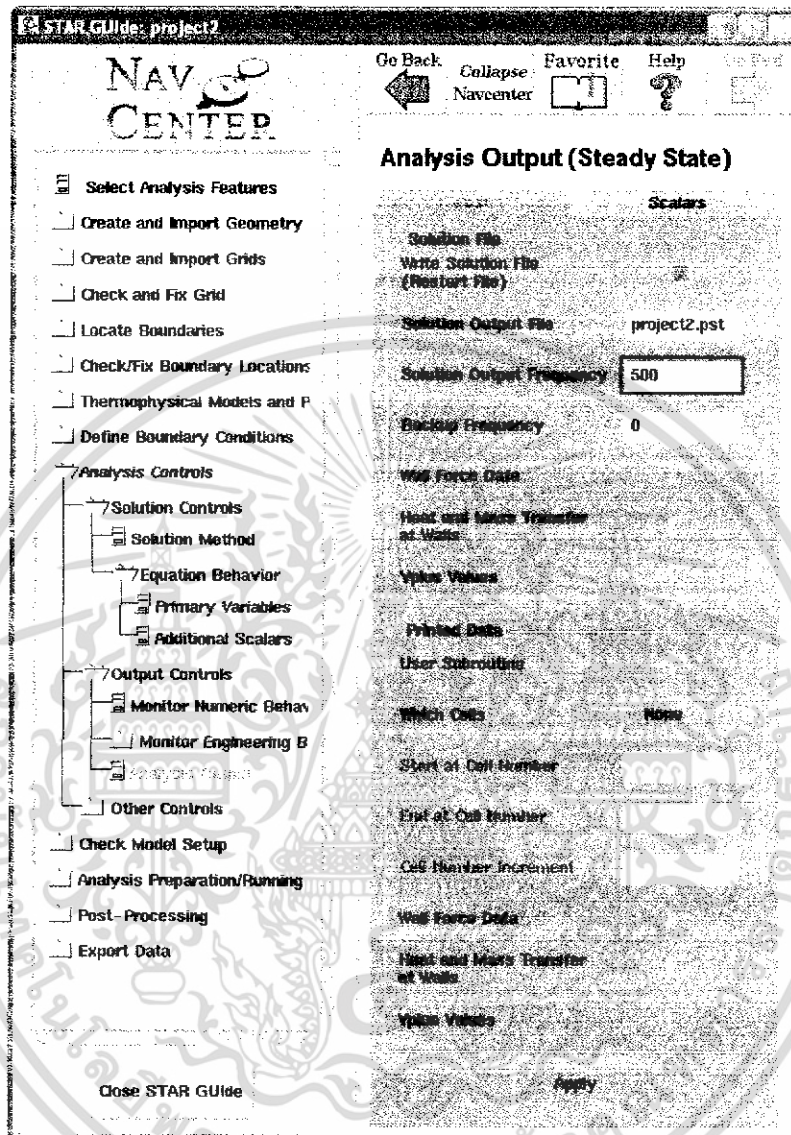 STAR GUIde: project2
NAV CENTER
Go Back
Collapse Navcenter
Favorite
Help
Select Analysis Features
Create and Import Geometry
Create and Import Grids
Check and Fix Grid
Locate Boundaries
Check/Fix Boundary Locations
Thermophysical Models and P
Define Boundary Conditions
Analysis Controls
Solution Controls
Solution Method
Equation Behavior
Primary Variables
Additional Scalars
Output Controls
Monitor Numeric Behav
Monitor Engineering B
Analysis Output
Other Controls
Check Model Setup
Analysis Preparation/Running
Post-Processing
Export Data
Close STAR GUIde
Analysis Output (Steady State)
Scalars
Solution File
Write Solution File
(Restart File)
Solution Output File project2.pst
Solution Output Frequency 500
Backup Frequency 0
Wall Force Data
Heat and Mass Transfer
at Walls
Yplus Values
Printed Data
User Subroutine
Which Cells None
Start at Cell Number
End at Cell Number
Cell Number Increment
Wall Force Data
Heat and Mass Transfer
at Walls
Yplus Values
Apply